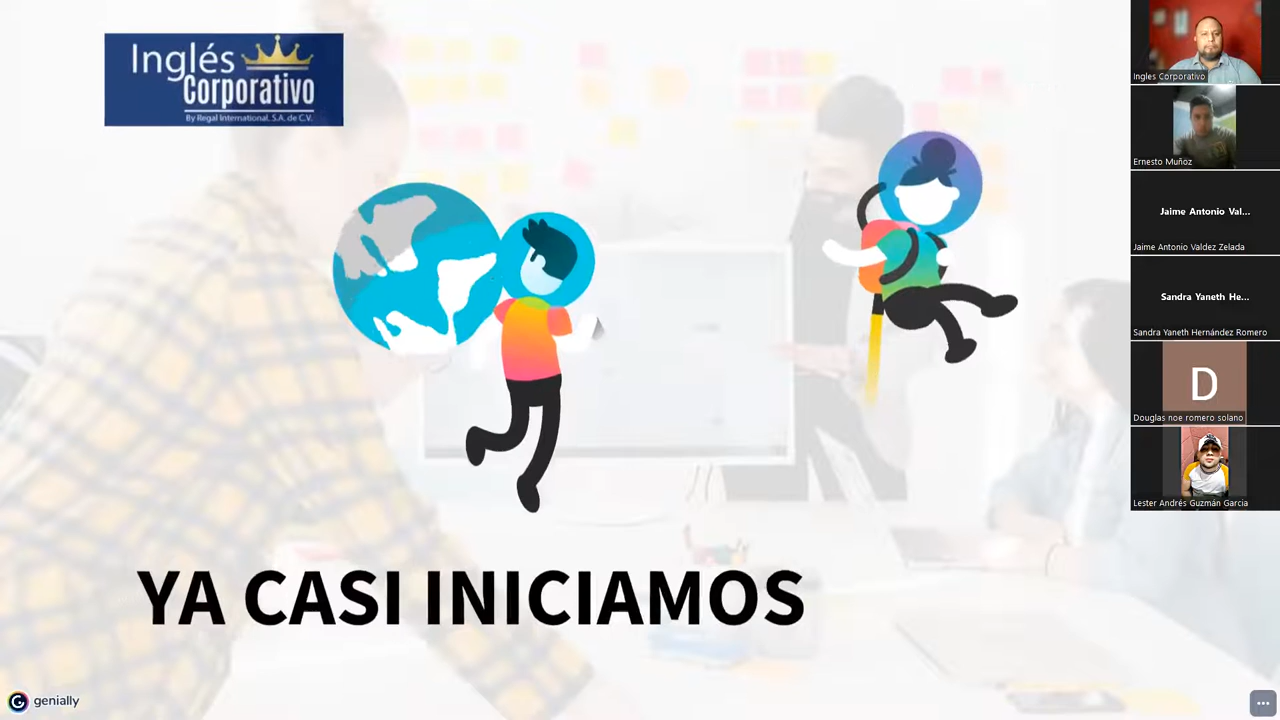 Inglés
Corporativo
By Regal International, S.A. de C.V.
YA CASI INICIAMOS
genially
Ingles Corporativo
Ernesto Muñoz
Jaime Antonio Val...
Jaime Antonio Valdez Zelada
Sandra Yaneth He...
Sandra Yaneth Hernández Romero
D
Douglas noe romero solano
Lester Andrés Guzmán Garcia